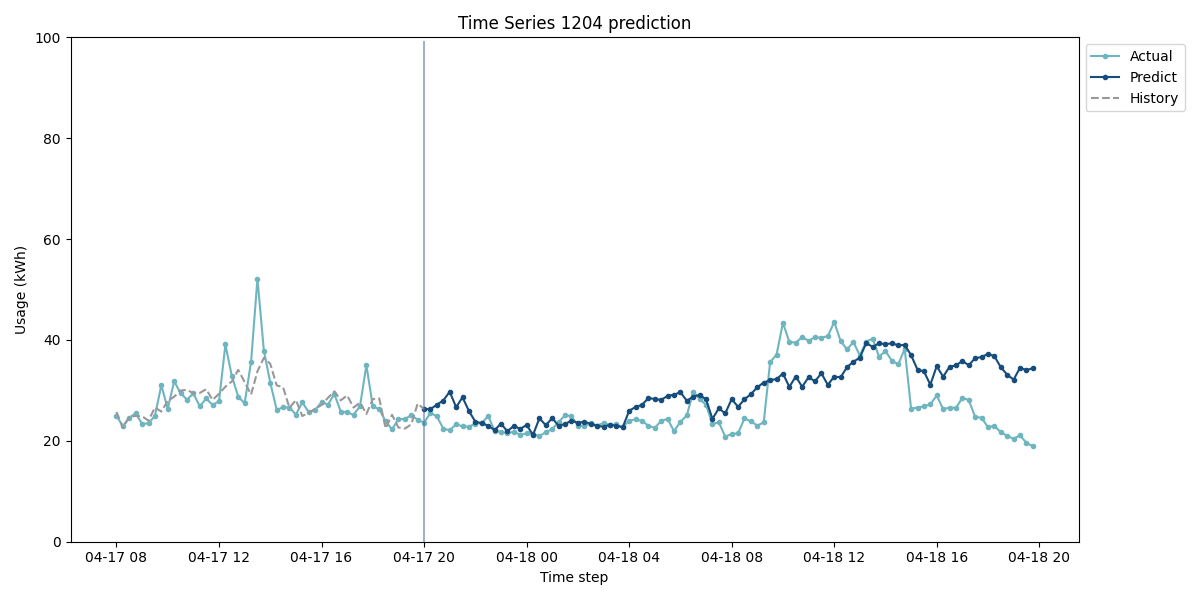 Time Series 1204 prediction
Usage (kWh)
100
80
60
40
20
0
04-17 08
04-17 12
04-17 16
04-17 20
04-18 00
04-18 04
04-18 08
04-18 12
04-18 16
04-18 20
Time step
Actual
Predict
History